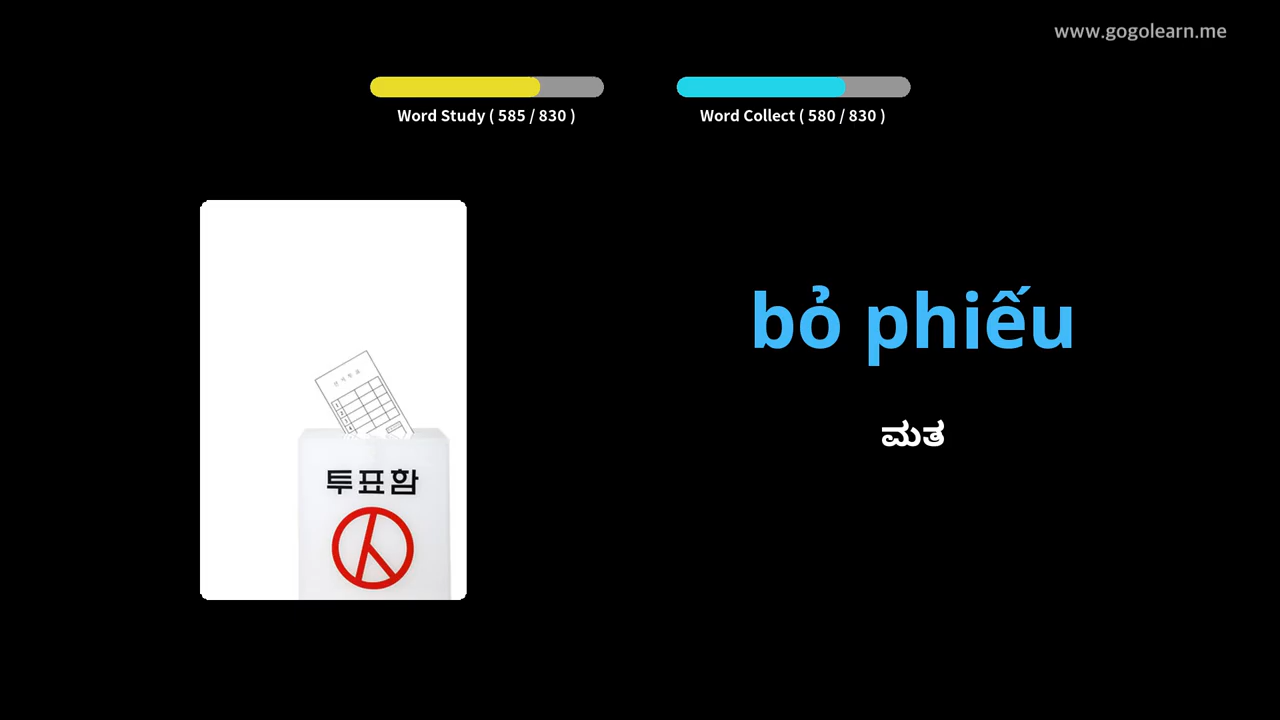 www.gogolearn.me
Word Study ( 585 / 830 )
Word Collect ( 580 / 830 )
bỏ phiếu
ಮತ
투표함